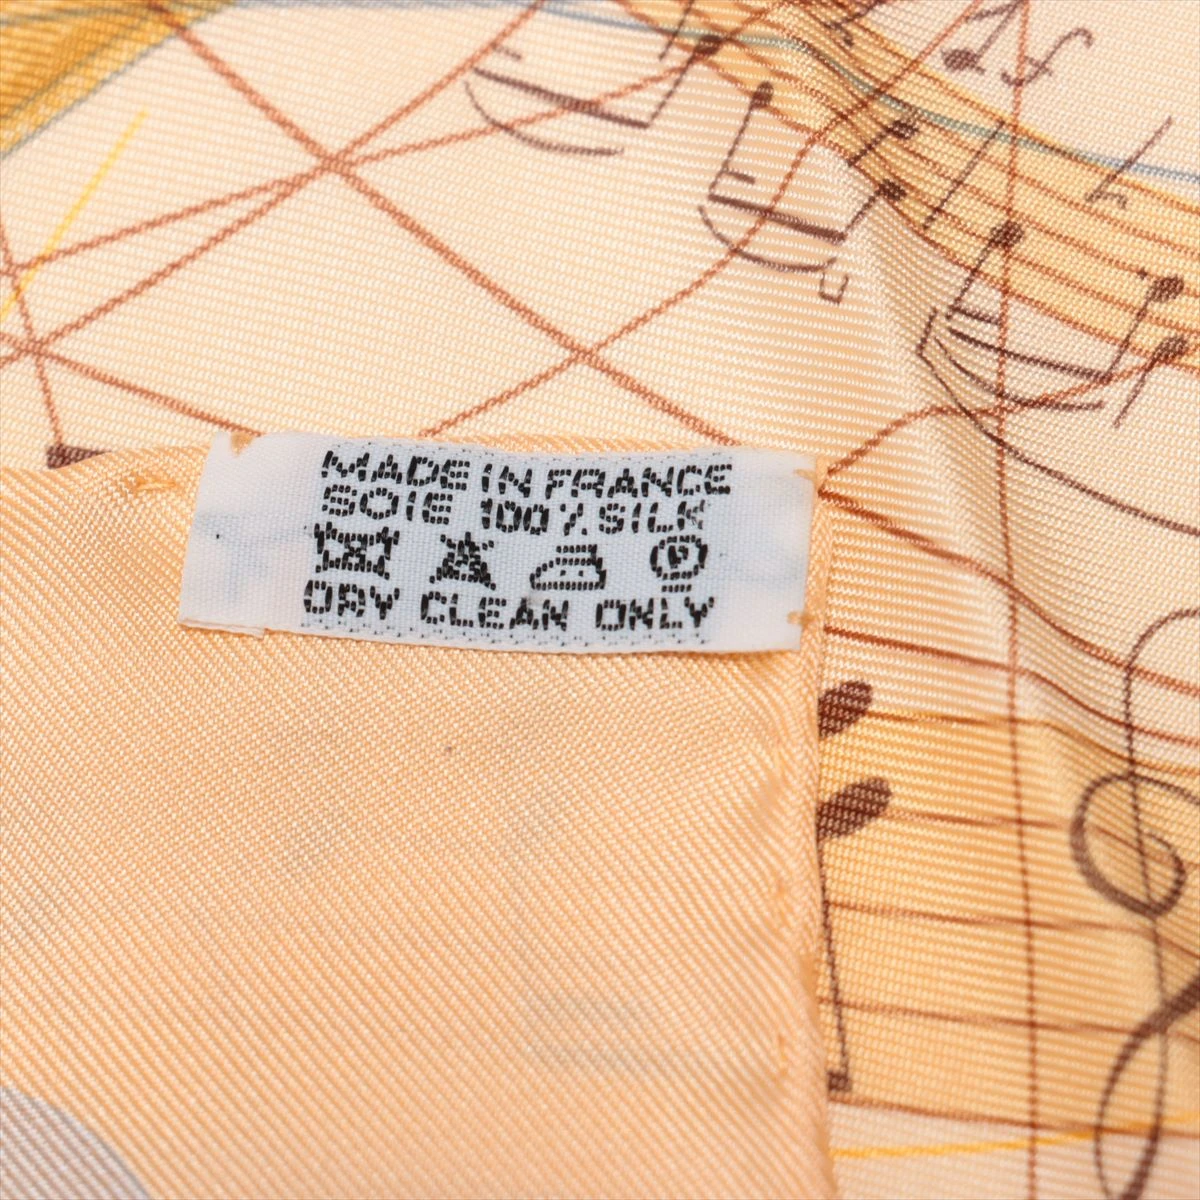 MADE IN FRANCE
SOIE 100% SILK
P
DRY CLEAN ONLY
f